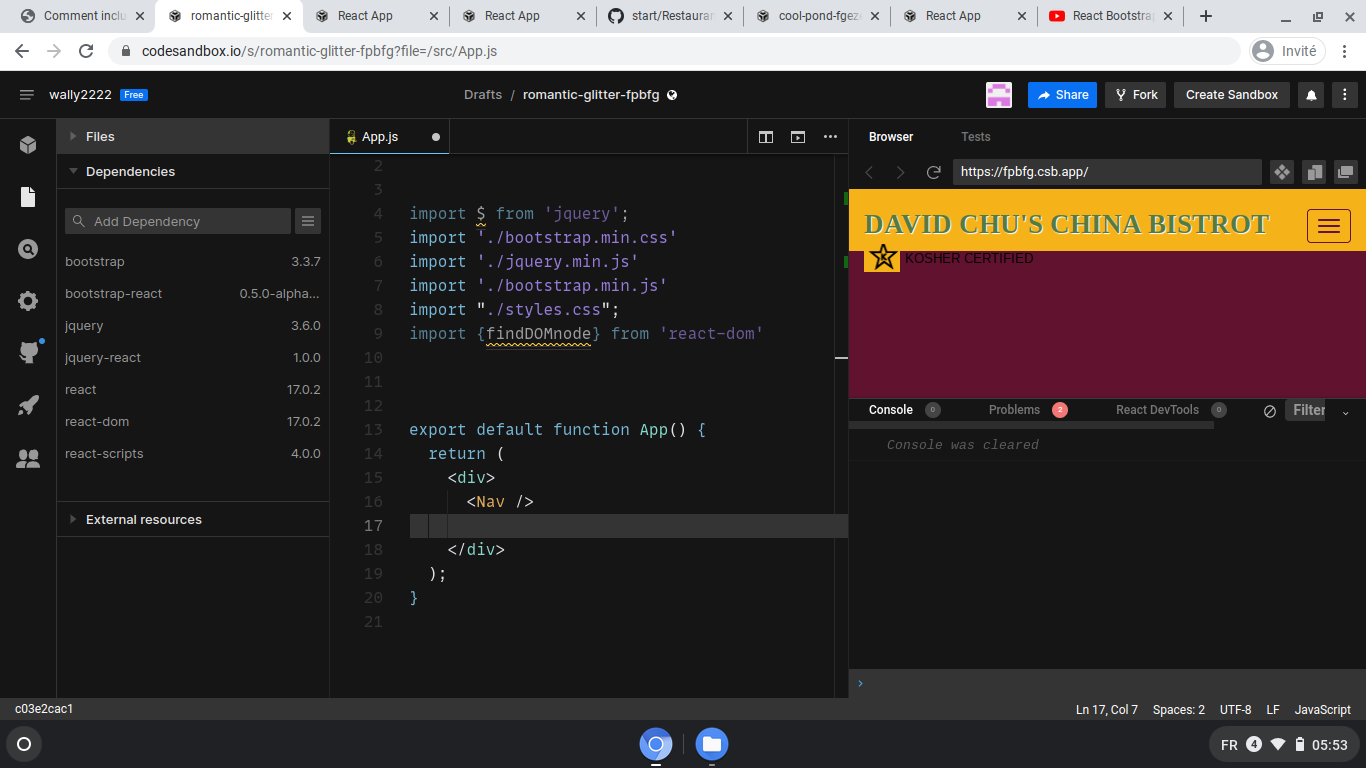 Comment inclu
romantic-glitter
React App
React App
start/Restaura
cool-pond-fgez
React App
React Bootstra
codesandbox.io/s/romantic-glitter-fpbfg?file=/src/App.js
Invité
wally2222
Free
Drafts / romantic-glitter-fpbfg
Share
Fork
Create Sandbox
Files
Dependencies
Add Dependency
bootstrap 3.3.7
bootstrap-react 0.5.0-alpha...
jquery 3.6.0
jquery-react 1.0.0
react 17.0.2
react-dom 17.0.2
react-scripts 4.0.0
External resources
App.js
2
3
4 import $ from 'jquery';
5 import './bootstrap.min.css'
6 import './jquery.min.js'
7 import './bootstrap.min.js'
8 import "./styles.css";
9 import {findDOMnode} from 'react-dom'
10
11
12
13 export default function App() {
14 return (
15 <div>
16 <Nav />
17
18 </div>
19 );
20 }
21
Browser
Tests
https://fpbfg.csb.app/
DAVID CHU'S CHINA BISTROT
KOSHER CERTIFIED
Console 0
Problems 2
React DevTools 0
Filter
Console was cleared
›
c03e2cac1
Ln 17, Col 7
Spaces: 2
UTF-8
LF
JavaScript
FR
4
05:53